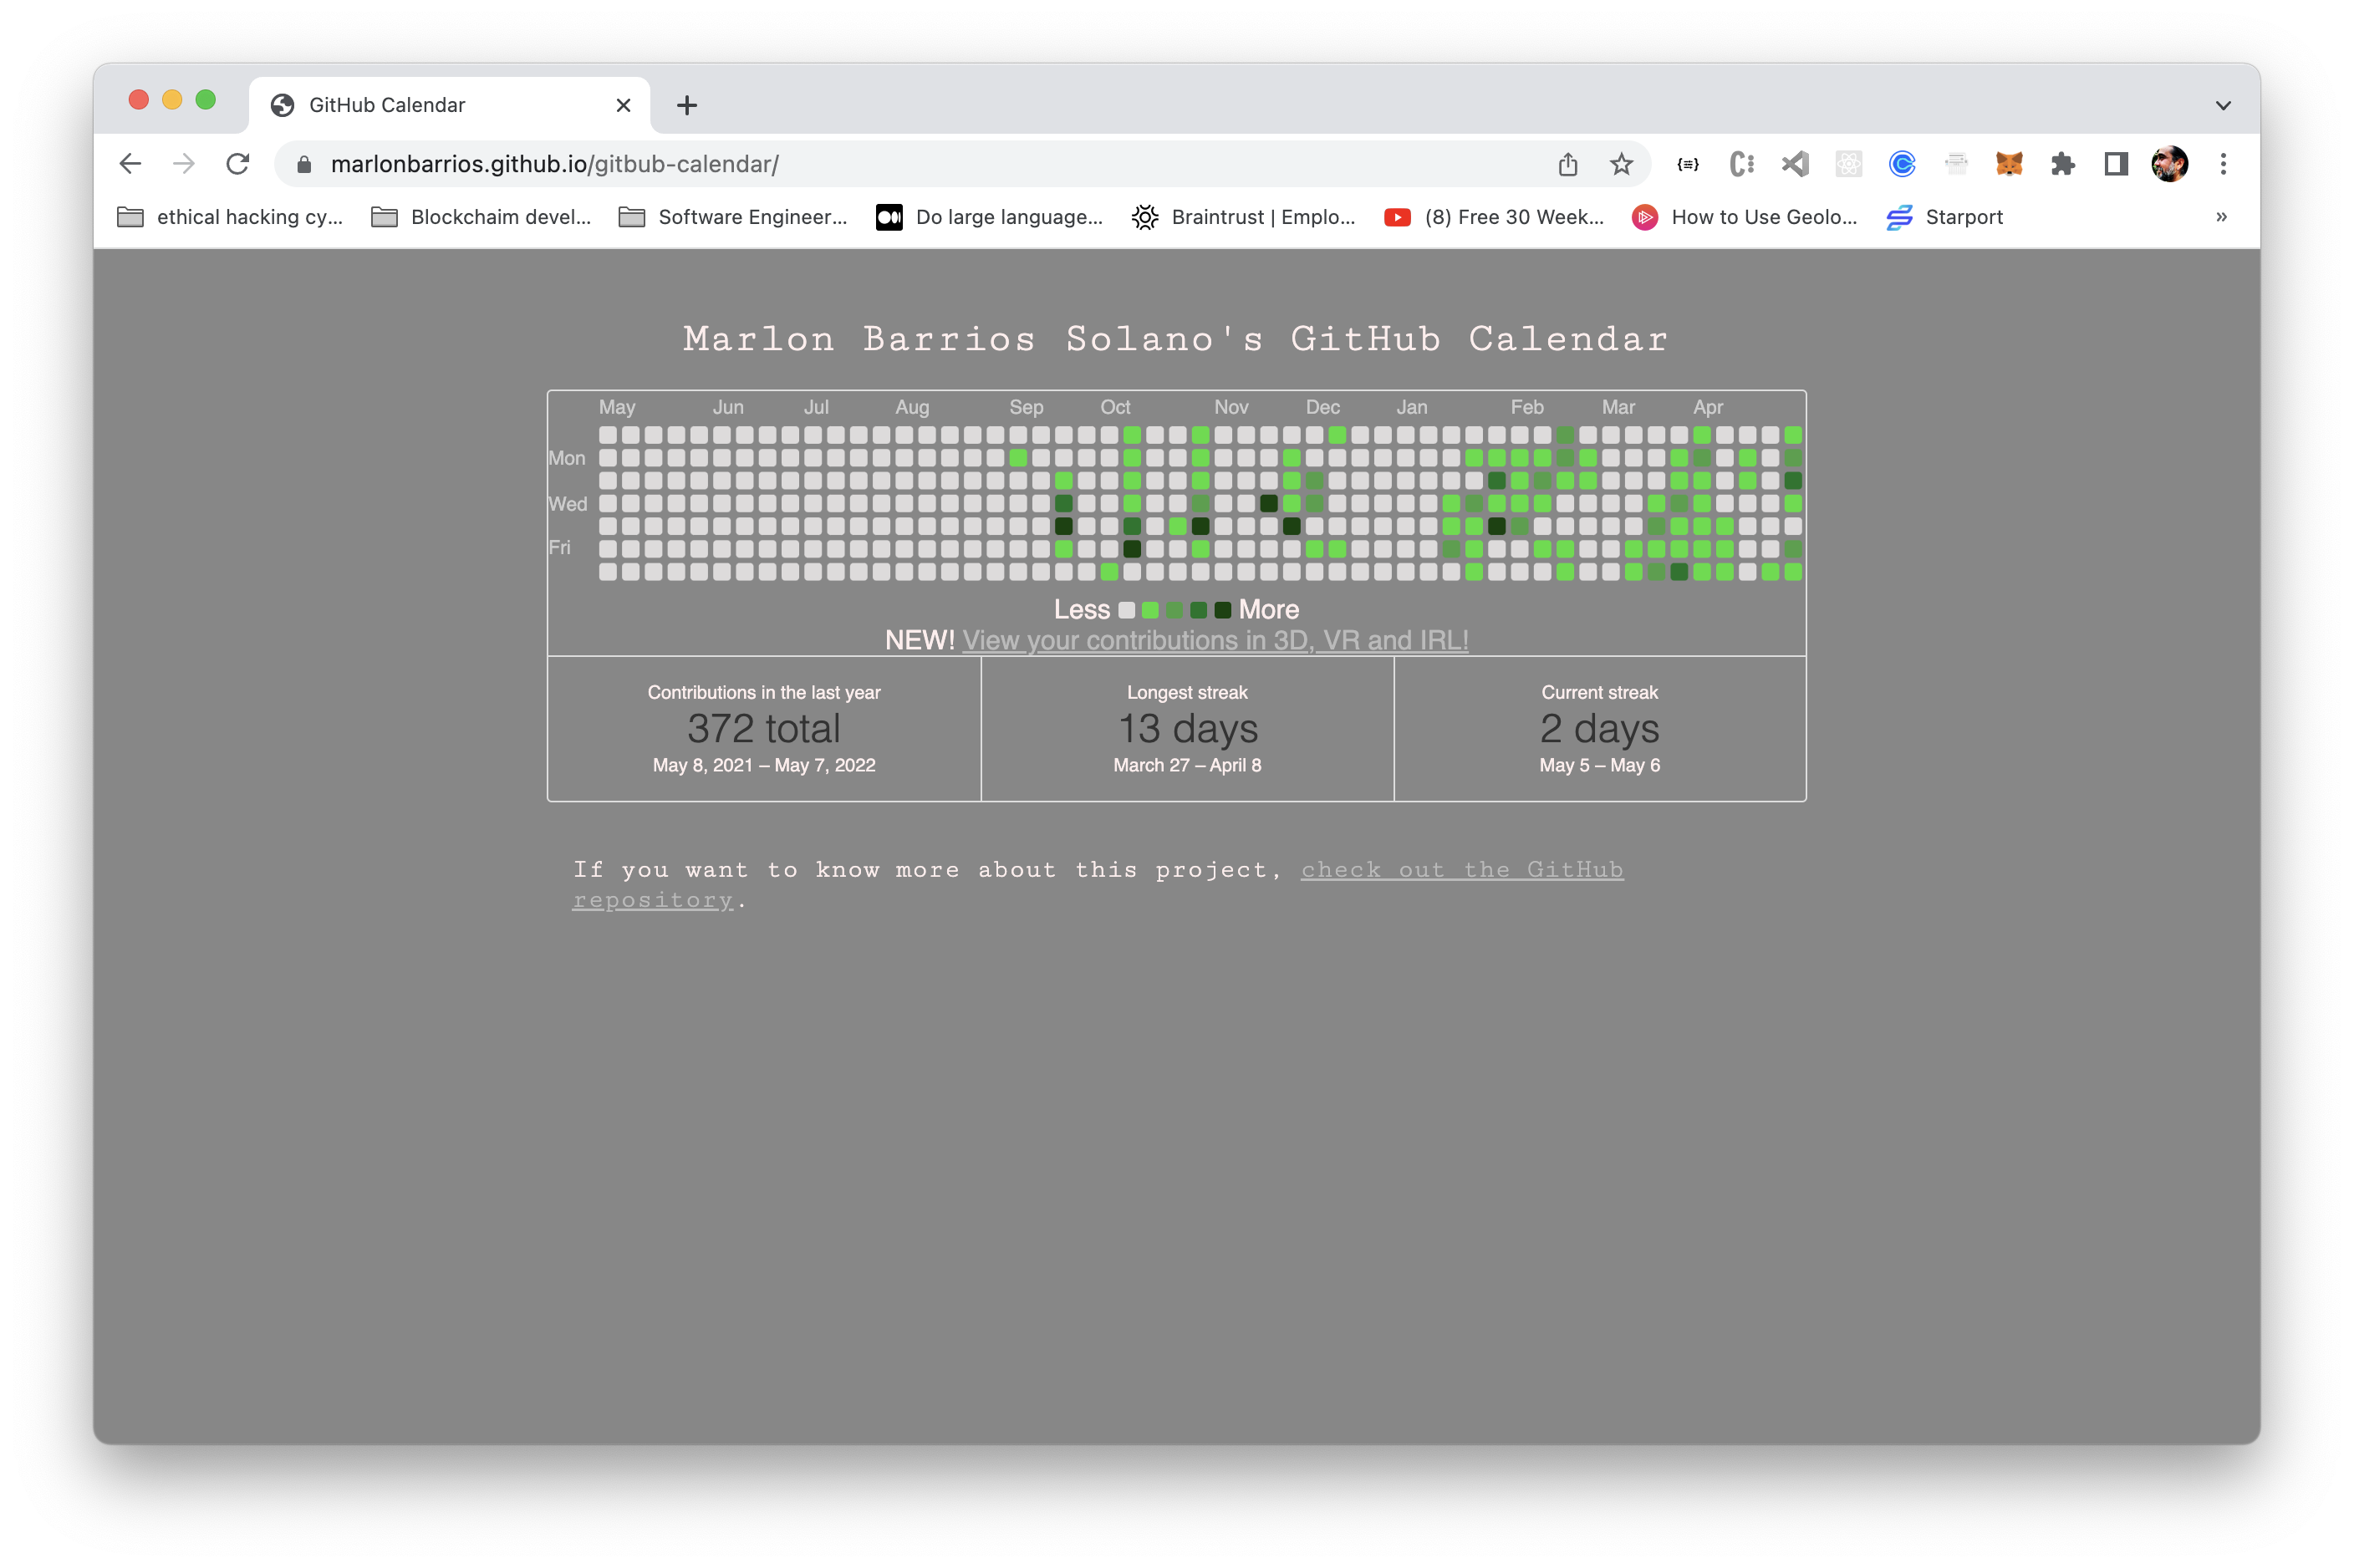 GitHub Calendar
marlonbarrios.github.io/gitbub-calendar/
ethical hacking cy... Blockchaim devel... Software Engineer... Do large language... Braintrust | Emplo... (8) Free 30 Week... How to Use Geolo... Starport »
Marlon Barrios Solano's GitHub Calendar
May Jun Jul Aug Sep Oct Nov Dec Jan Feb Mar Apr
Mon
Wed
Fri
Less More
NEW! View your contributions in 3D, VR and IRL!
Contributions in the last year
372 total
May 8, 2021 – May 7, 2022
Longest streak
13 days
March 27 – April 8
Current streak
2 days
May 5 – May 6
If you want to know more about this project, check out the GitHub
repository.